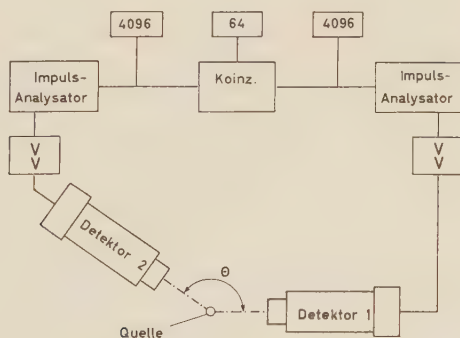 4096
64
4096
Impuls-
Analysator
Koinz.
Impuls-
Analysator
V
V
V
V
Detektor 2
Θ
Detektor 1
Quelle